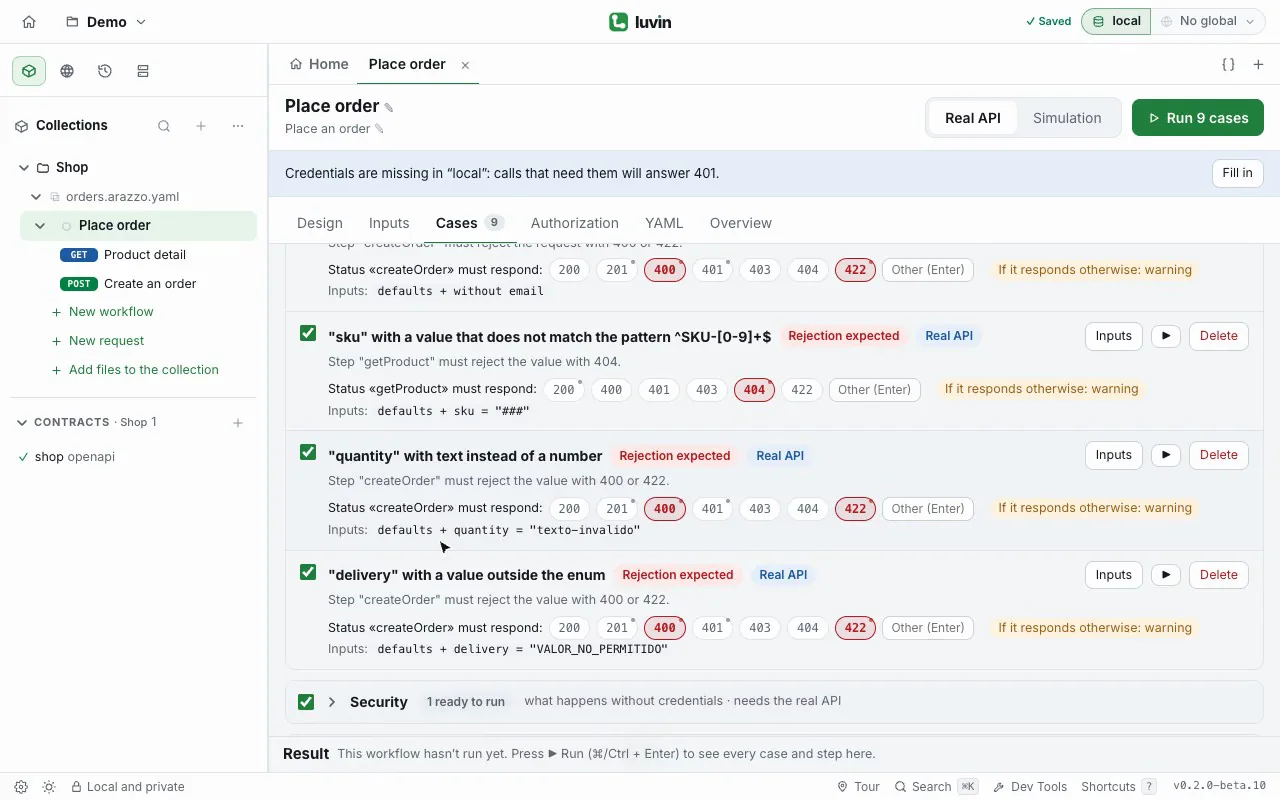 Demo
luvin
Saved
local
No global
Home
Place order
Collections
Place order
Place an order
Real API
Simulation
Run 9 cases
Shop
Credentials are missing in “local”: calls that need them will answer 401.
Fill in
orders.arazzo.yaml
Place order
Design
Inputs
Cases 9
Authorization
YAML
Overview
GET Product detail
POST Create an order
+ New workflow
+ New request
+ Add files to the collection
CONTRACTS · Shop 1
shop openapi
Step "createOrder" must reject the request with 400 or 422.
Status «createOrder» must respond: 200 201 400 401 403 404 422 Other (Enter) If it responds otherwise: warning
Inputs: defaults + without email
"sku" with a value that does not match the pattern ^SKU-[0-9]+$ Rejection expected Real API Inputs Delete
Step "getProduct" must reject the value with 404.
Status «getProduct» must respond: 200 400 401 403 404 422 Other (Enter) If it responds otherwise: warning
Inputs: defaults + sku = "###"
"quantity" with text instead of a number Rejection expected Real API Inputs Delete
Step "createOrder" must reject the value with 400 or 422.
Status «createOrder» must respond: 200 201 400 401 403 404 422 Other (Enter) If it responds otherwise: warning
Inputs: defaults + quantity = "texto-invalido"
"delivery" with a value outside the enum Rejection expected Real API Inputs Delete
Step "createOrder" must reject the value with 400 or 422.
Status «createOrder» must respond: 200 201 400 401 403 404 422 Other (Enter) If it responds otherwise: warning
Inputs: defaults + delivery = "VALOR_NO_PERMITIDO"
Security 1 ready to run what happens without credentials · needs the real API
Result This workflow hasn’t run yet. Press ▶ Run (⌘/Ctrl + Enter) to see every case and step here.
Local and private
Tour
Search ⌘K
Dev Tools
Shortcuts ?
v0.2.0-beta.10